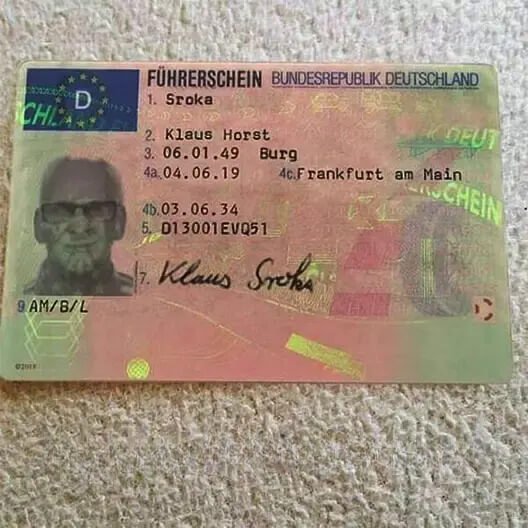 D
FÜHRERSCHEIN BUNDESREPUBLIK DEUTSCHLAND
1. Sroka
2. Klaus Horst
3. 06.01.49 Burg
4a. 04.06.19 4c. Frankfurt am Main
4b. 03.06.34
5. D13001EVQ51
7. Klaus Sroka
9 AM/B/L